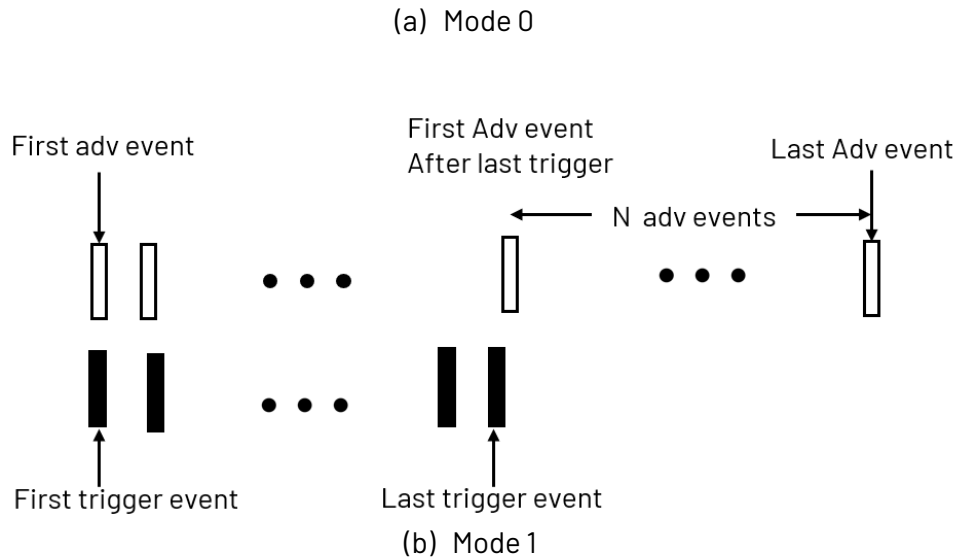 (a) Mode 0
First adv event
First Adv event
After last trigger
Last Adv event
N adv events
First trigger event
Last trigger event
(b) Mode 1